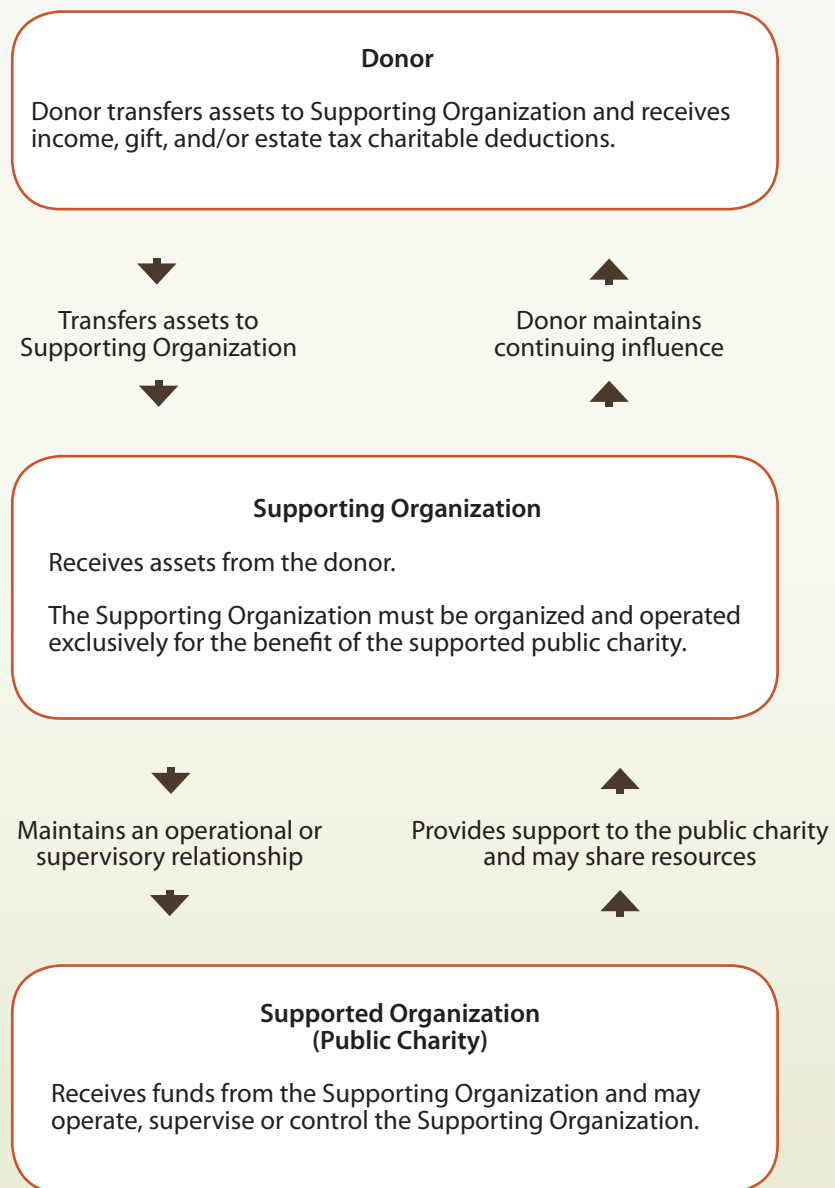 Donor
Donor transfers assets to Supporting Organization and receives
income, gift, and/or estate tax charitable deductions.
Transfers assets to
Supporting Organization
Donor maintains
continuing influence
Supporting Organization
Receives assets from the donor.
The Supporting Organization must be organized and operated
exclusively for the benefit of the supported public charity.
Maintains an operational or
supervisory relationship
Provides support to the public charity
and may share resources
Supported Organization
(Public Charity)
Receives funds from the Supporting Organization and may
operate, supervise or control the Supporting Organization.